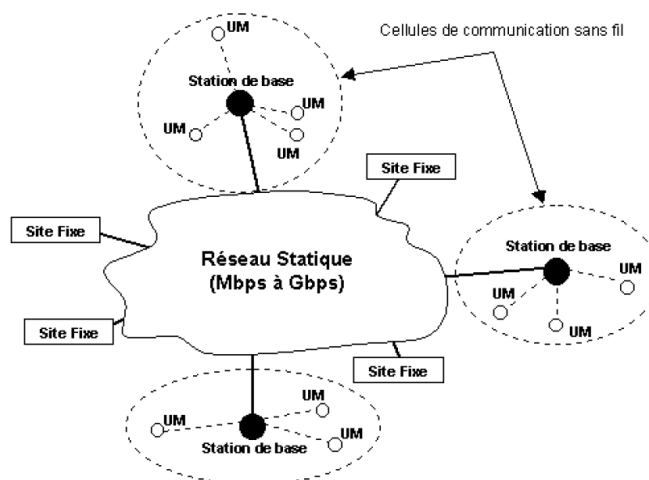 UM
Cellules de communication sans fil
Station de base
UM
UM
UM
Site Fixe
Site Fixe
Réseau Statique
(Mbps à Gbps)
Station de base
UM
UM
UM
Site Fixe
Site Fixe
UM
UM
UM
Station de base